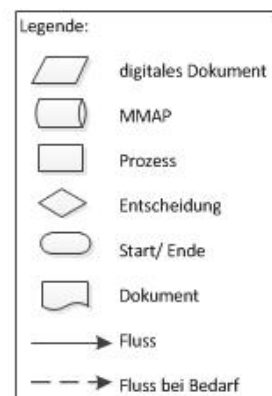 Legende:
digitales Dokument
MMAP
Prozess
Entscheidung
Start/ Ende
Dokument
Fluss
Fluss bei Bedarf